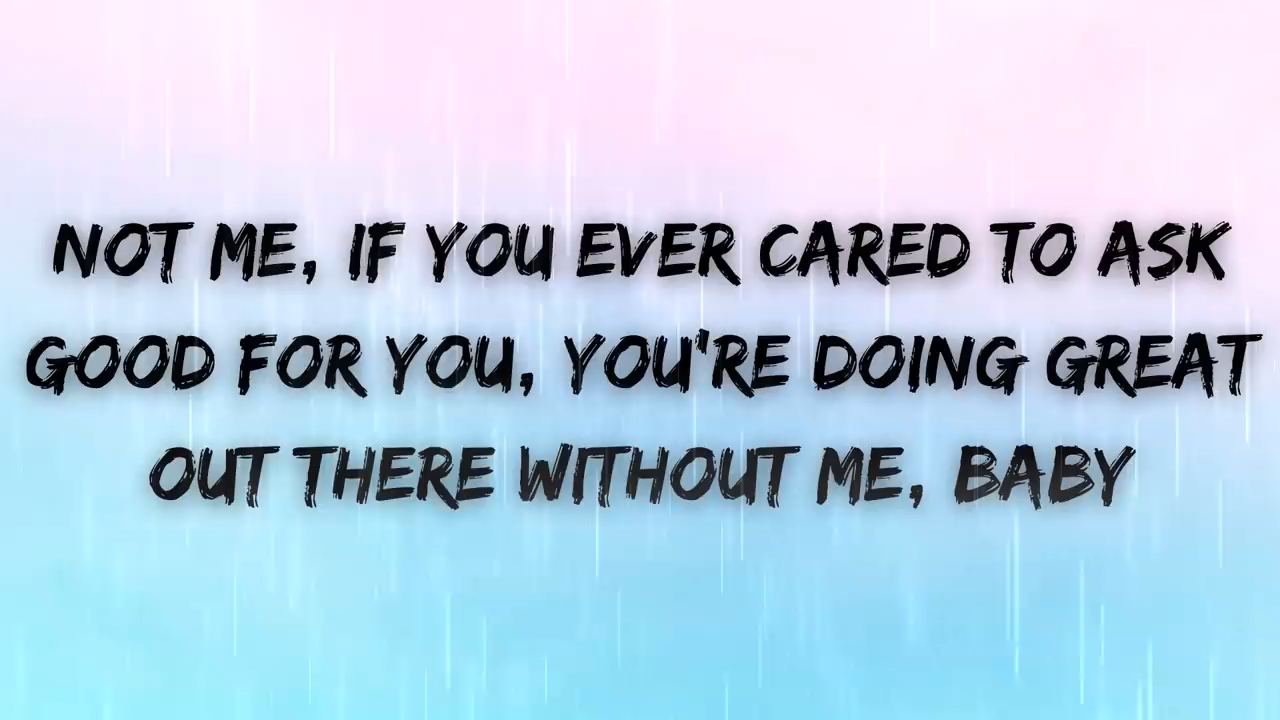 NOT ME, IF YOU EVER CARED TO ASK
GOOD FOR YOU, YOU'RE DOING GREAT
OUT THERE WITHOUT ME, BABY